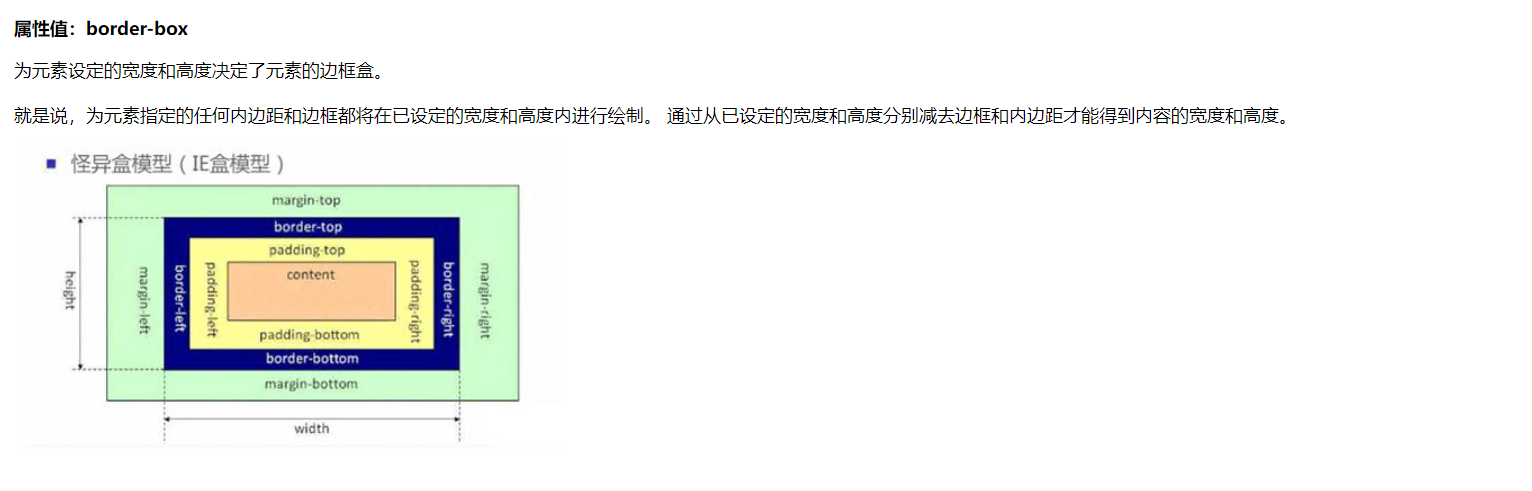 属性值：border-box
为元素设定的宽度和高度决定了元素的边框盒。
就是说，为元素指定的任何内边距和边框都将在已设定的宽度和高度内进行绘制。 通过从已设定的宽度和高度分别减去边框和内边距才能得到内容的宽度和高度。
■ 怪异盒模型（IE盒模型）
margin-top
border-top
padding-top
content
height
margin-left
border-left
padding-left
padding-right
border-right
margin-right
padding-bottom
border-bottom
margin-bottom
width